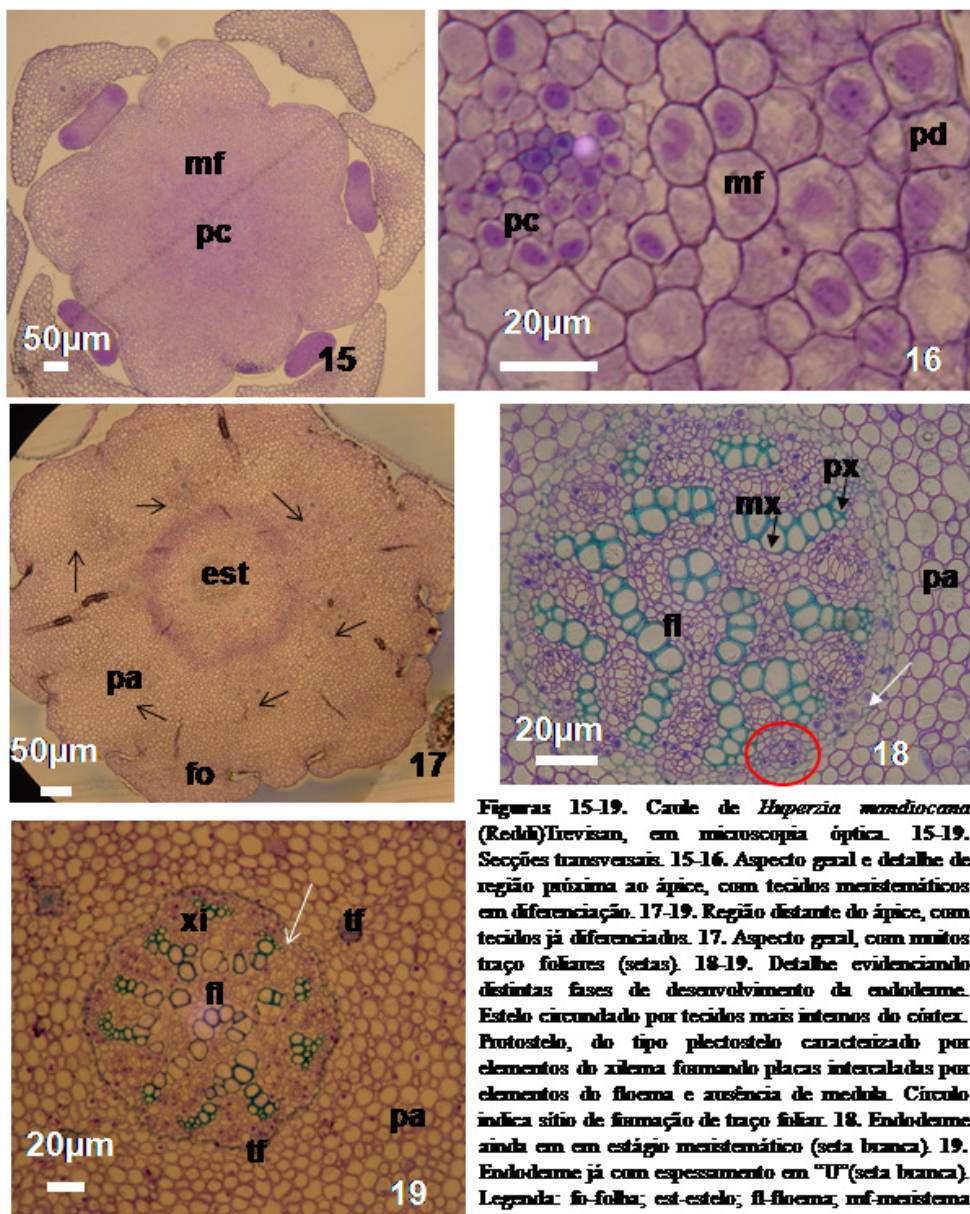 mf
pc
50µm
15
pd
mf
pc
20µm
16
est
pa
50µm
fo
17
px
mx
pa
fl
20µm
18
xi
tf
fl
pa
20µm
tf
19
Figuras 15-19. Caule de Huperzia mandiocana
(Reddi)Trevisan, em microscopia óptica. 15-19.
Secções transversais. 15-16. Aspecto geral e detalhe de
região próxima ao ápice, com tecidos meristemáticos
em diferenciação. 17-19. Região distante do ápice, com
tecidos já diferenciados. 17. Aspecto geral, com muitos
traço foliares (setas). 18-19. Detalhe evidenciando
distintas fases de desenvolvimento da endoderme.
Estelo circundado por tecidos mais internos do córtex.
Protostelo, do tipo plectostelo caracterizado por
elementos do xilema formando placas intercaladas por
elementos do floema e ausência de medula. Círculo
indica sítio de formação de traço foliar. 18. Endoderme
ainda em em estágio meristemático (seta branca). 19.
Endoderme já com espessamento em "U"(seta branca).
Legenda: fo-folha; est-estelo; fl-floema; mf-meristema